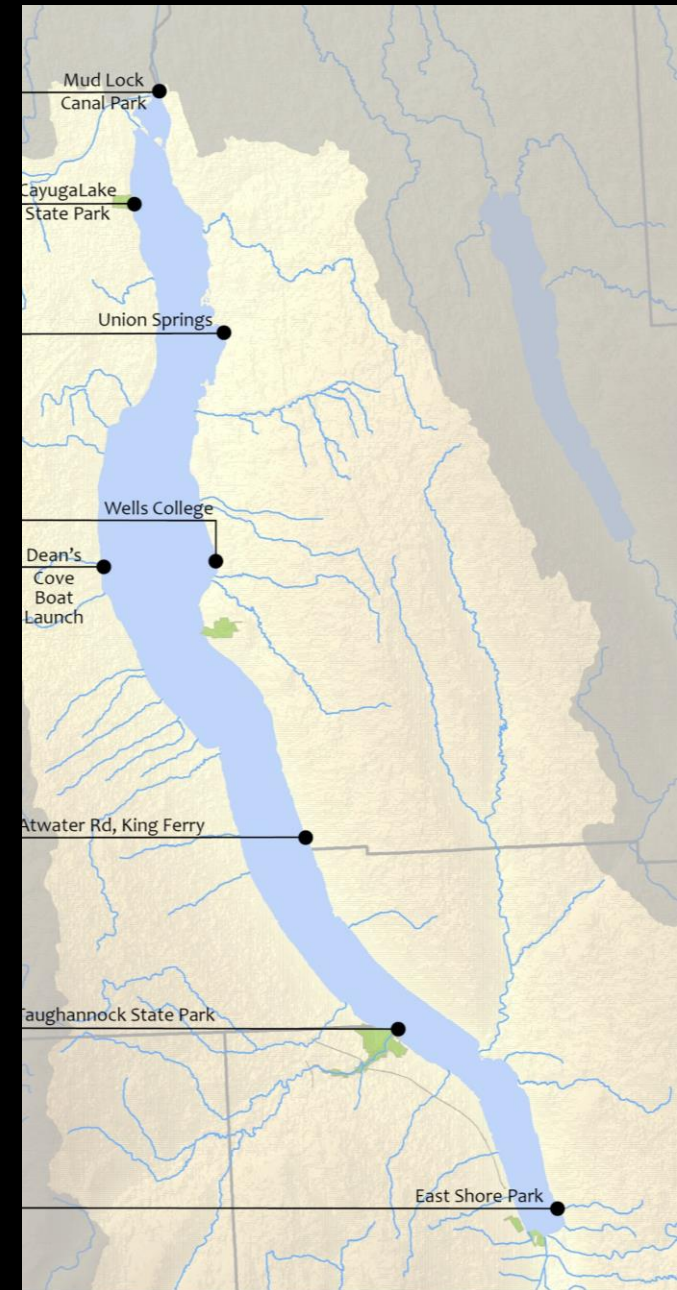 Mud Lock
Canal Park
CayugaLake
State Park
Union Springs
Wells College
Dean's
Cove
Boat
Launch
Atwater Rd, King Ferry
Taughannock State Park
East Shore Park